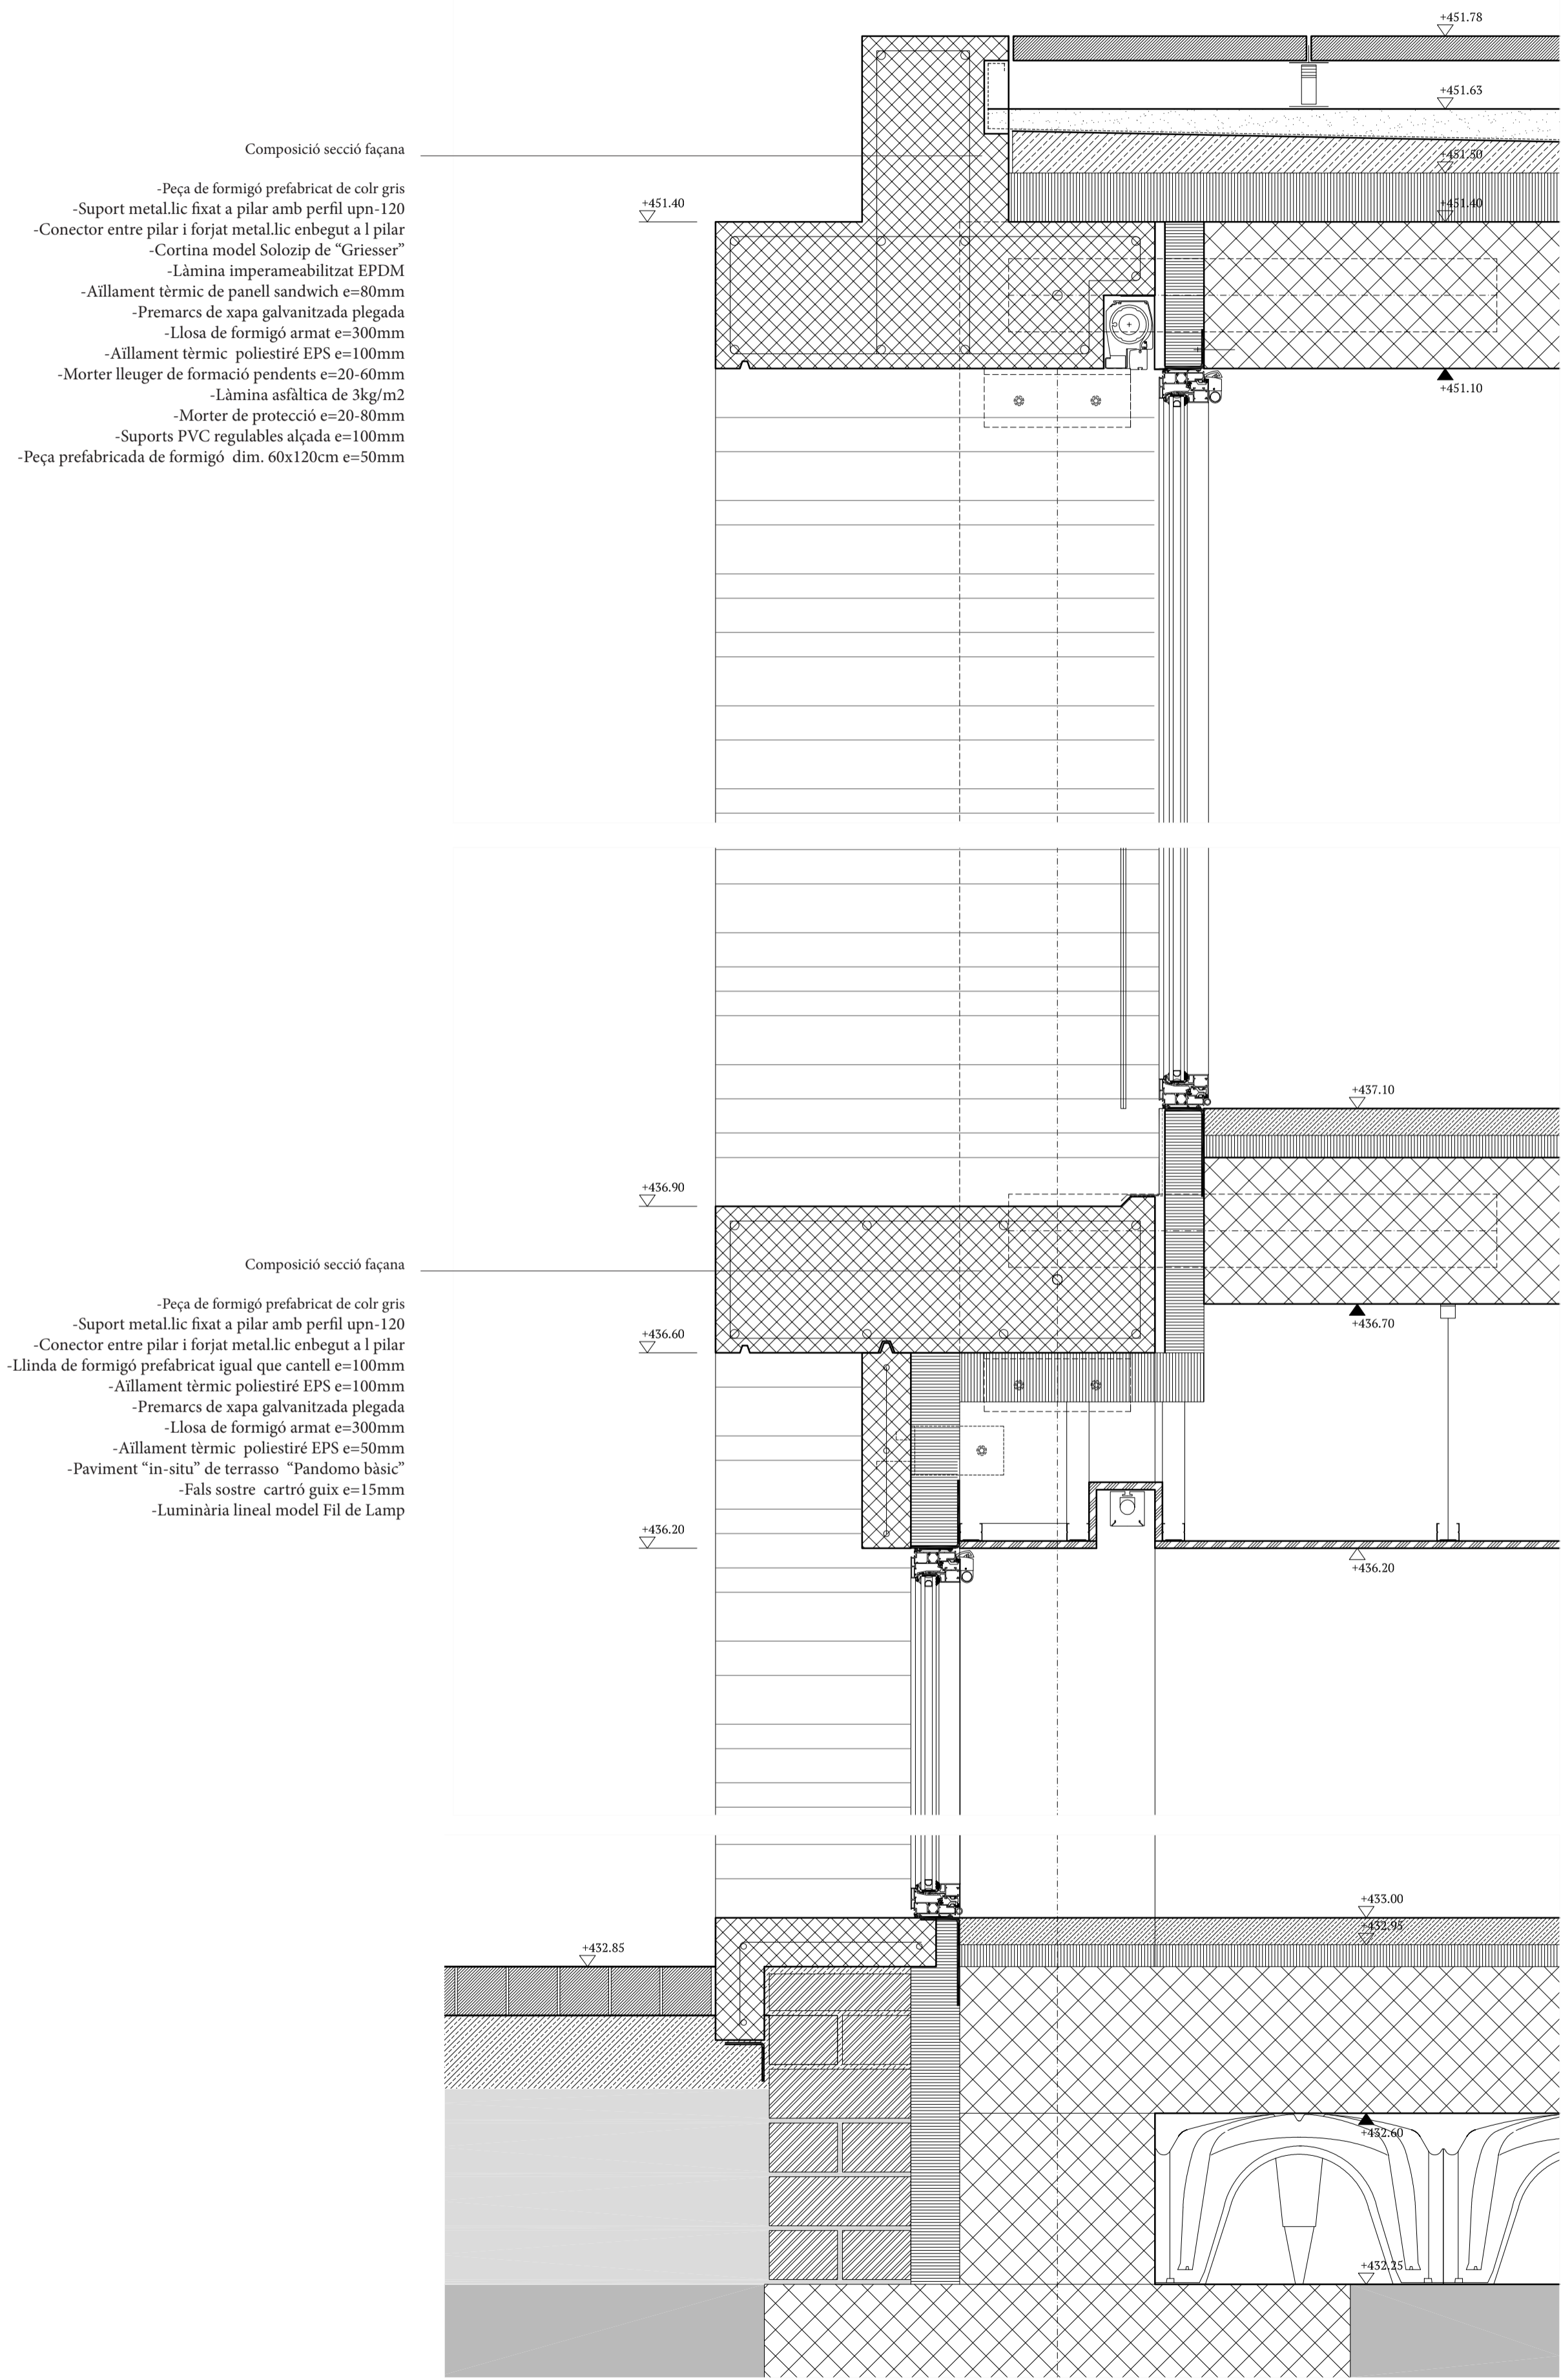 +451.78
+451.63
Composició secció façana
+451.50
-Peça de formigó prefabricat de colr gris
-Suport metal.lic fixat a pilar amb perfil upn-120
+451.40
+451.40
-Conector entre pilar i forjat metal.lic enbegut a l pilar
-Cortina model Solozip de “Griesser”
-Làmina imperameabilitzat EPDM
-Aïllament tèrmic de panell sandwich e=80mm
-Premarcs de xapa galvanitzada plegada
-Llosa de formigó armat e=300mm
-Aïllament tèrmic  poliestiré EPS e=100mm
-Morter lleuger de formació pendents e=20-60mm
+451.10
-Làmina asfàltica de 3kg/m2
-Morter de protecció e=20-80mm
-Suports PVC regulables alçada e=100mm
-Peça prefabricada de formigó  dim. 60x120cm e=50mm
+437.10
+436.90
Composició secció façana
-Peça de formigó prefabricat de colr gris
-Suport metal.lic fixat a pilar amb perfil upn-120
+436.70
+436.60
-Conector entre pilar i forjat metal.lic enbegut a l pilar
-Llinda de formigó prefabricat igual que cantell e=100mm
-Aïllament tèrmic poliestiré EPS e=100mm
-Premarcs de xapa galvanitzada plegada
-Llosa de formigó armat e=300mm
-Aïllament tèrmic  poliestiré EPS e=50mm
-Paviment “in-situ” de terrasso  “Pandomo bàsic”
-Fals sostre  cartró guix e=15mm
-Luminària lineal model Fil de Lamp
+436.20
+436.20
+433.00
+432.95
+432.85
+432.60
+432.25